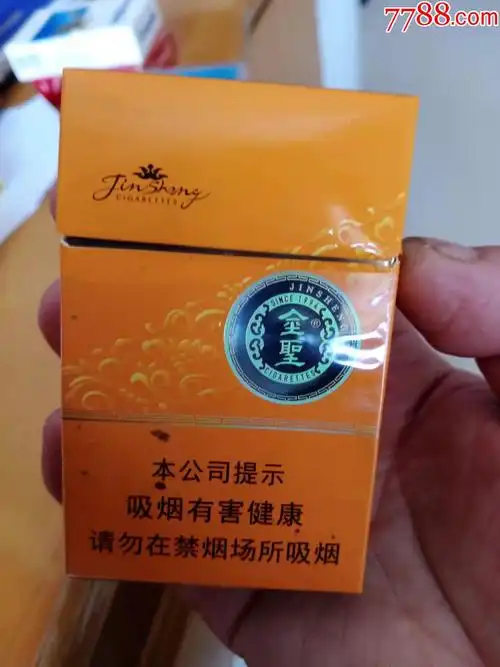 7788.com
Jinsheng
CIGARETTES
JINSHENG
SINCE 1994
金聖®
CIGARETTES
本公司提示
吸烟有害健康
请勿在禁烟场所吸烟